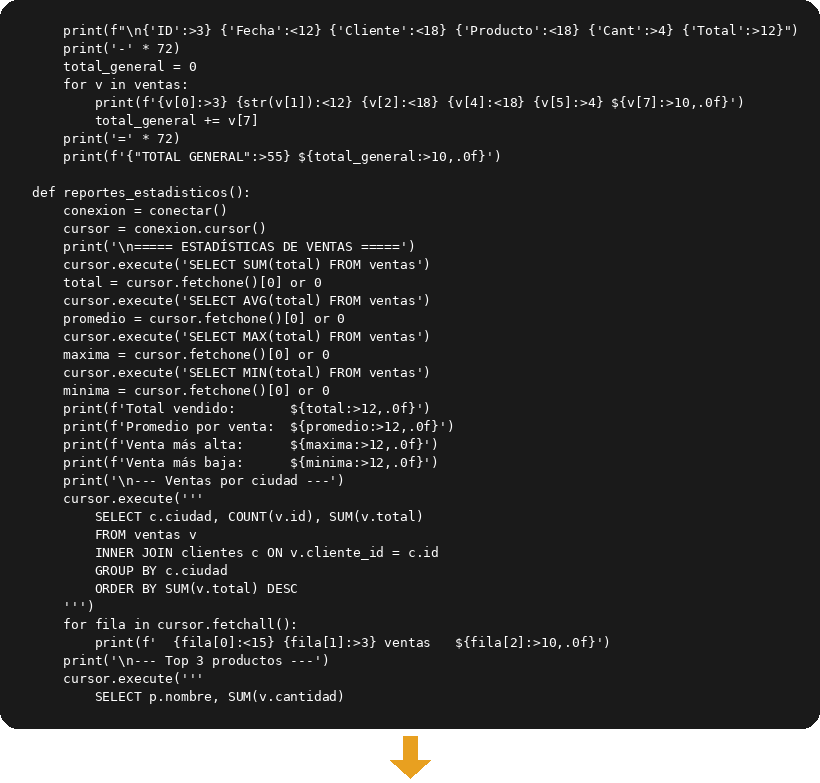 print(f"\n{'ID':>3} {'Fecha':<12} {'Cliente':<18} {'Producto':<18} {'Cant':>4} {'Total':>12}")
    print('-' * 72)
    total_general = 0
    for v in ventas:
        print(f'{v[0]:>3} {str(v[1]):<12} {v[2]:<18} {v[4]:<18} {v[5]:>4} ${v[7]:>10,.0f}')
        total_general += v[7]
    print('=' * 72)
    print(f'{"TOTAL GENERAL":>55} ${total_general:>10,.0f}')

def reportes_estadisticos():
    conexion = conectar()
    cursor = conexion.cursor()
    print('\n===== ESTADÍSTICAS DE VENTAS =====')
    cursor.execute('SELECT SUM(total) FROM ventas')
    total = cursor.fetchone()[0] or 0
    cursor.execute('SELECT AVG(total) FROM ventas')
    promedio = cursor.fetchone()[0] or 0
    cursor.execute('SELECT MAX(total) FROM ventas')
    maxima = cursor.fetchone()[0] or 0
    cursor.execute('SELECT MIN(total) FROM ventas')
    minima = cursor.fetchone()[0] or 0
    print(f'Total vendido:       ${total:>12,.0f}')
    print(f'Promedio por venta:  ${promedio:>12,.0f}')
    print(f'Venta más alta:      ${maxima:>12,.0f}')
    print(f'Venta más baja:      ${minima:>12,.0f}')
    print('\n--- Ventas por ciudad ---')
    cursor.execute('''
        SELECT c.ciudad, COUNT(v.id), SUM(v.total)
        FROM ventas v
        INNER JOIN clientes c ON v.cliente_id = c.id
        GROUP BY c.ciudad
        ORDER BY SUM(v.total) DESC
    ''')
    for fila in cursor.fetchall():
        print(f'  {fila[0]:<15} {fila[1]:>3} ventas   ${fila[2]:>10,.0f}')
    print('\n--- Top 3 productos ---')
    cursor.execute('''
        SELECT p.nombre, SUM(v.cantidad)